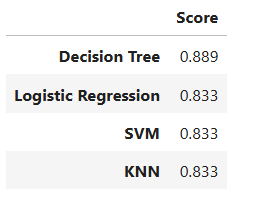 Score
Decision Tree 0.889
Logistic Regression 0.833
SVM 0.833
KNN 0.833